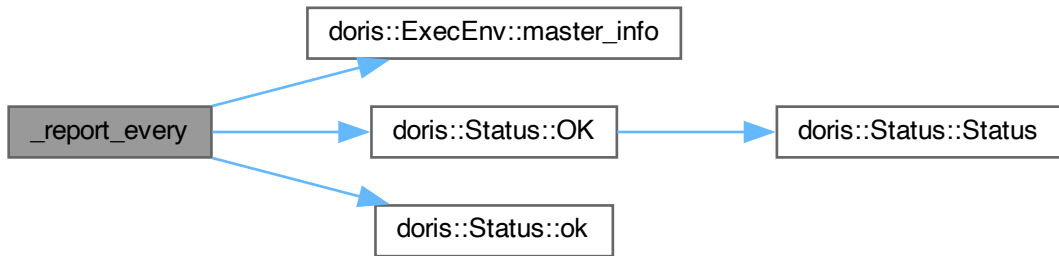 doris::ExecEnv::master_info
_report_every
doris::Status::OK
doris::Status::Status
doris::Status::ok